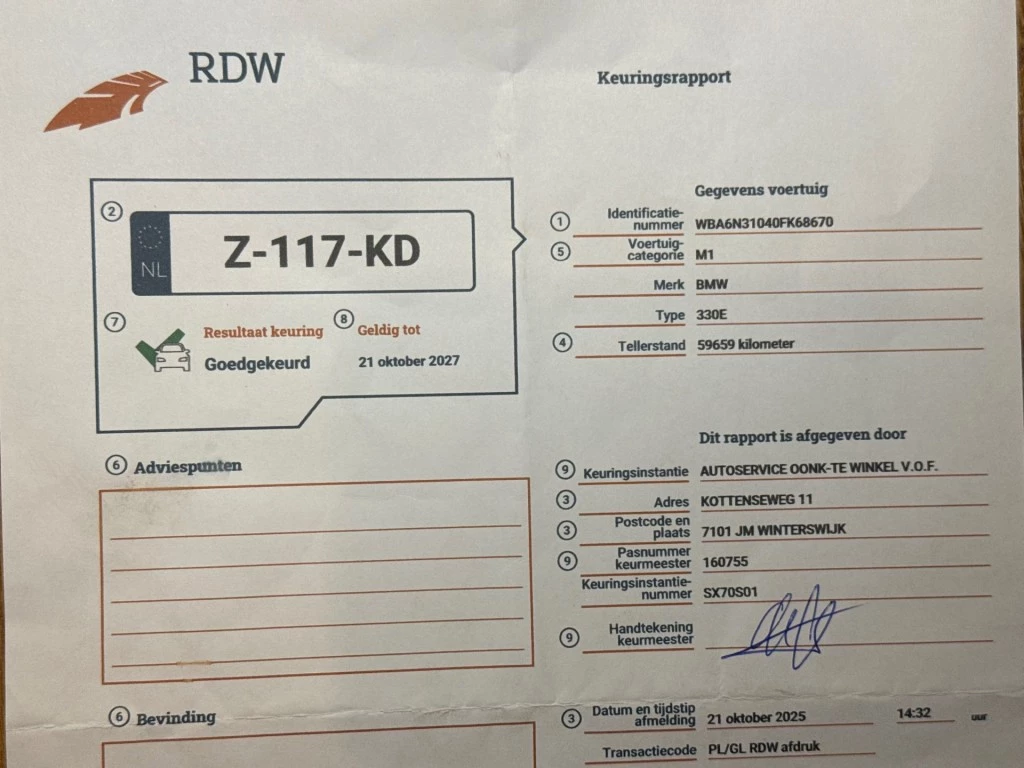 RDW
Keuringsrapport
2
NL
Z-117-KD
7
Resultaat keuring
Goedgekeurd
8
Geldig tot
21 oktober 2027
Gegevens voertuig
1 Identificatie-
nummer WBA6N31040FK68670
5 Voertuig-
categorie M1
Merk BMW
Type 330E
4 Tellerstand 59659 kilometer
6 Adviespunten
Dit rapport is afgegeven door
9 Keuringsinstantie AUTOSERVICE OONK-TE WINKEL V.O.F.
3 Adres KOTTENSEWEG 11
3 Postcode en
plaats 7101 JM WINTERSWIJK
9 Pasnummer
keurmeester 160755
Keuringsinstantie-
nummer SX70S01
9 Handtekening
keurmeester
6 Bevinding
3 Datum en tijdstip
afmelding 21 oktober 2025 14:32 uur
Transactiecode PL/GL RDW afdruk